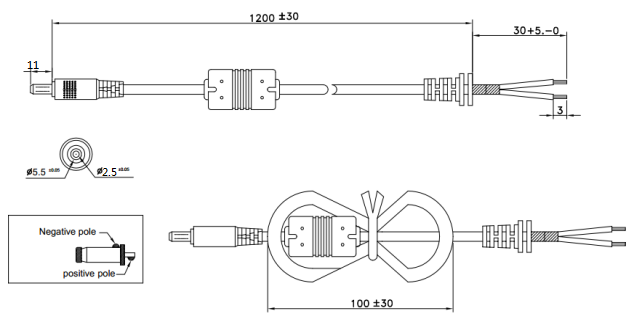 1200 ±30
30+5.-0
11
3
ø5.5 ±0.05
ø2.5±0.05
Negative pole
positive pole
100 ±30